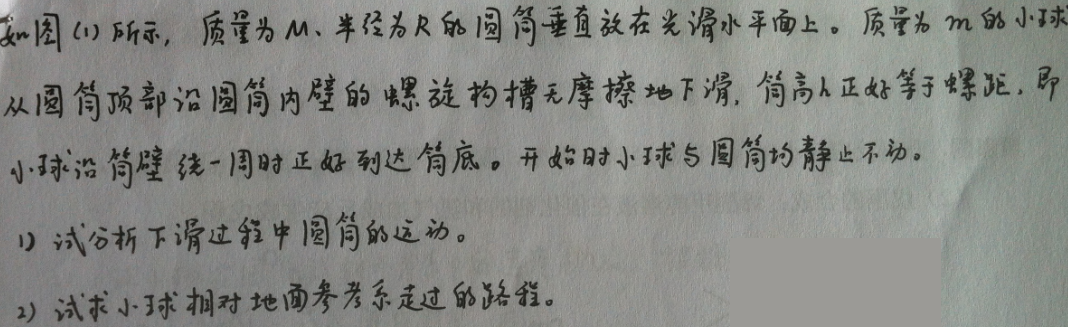 如图(1)所示，质量为M、半径为R的圆筒垂直放在光滑水平面上。质量为m的小球
从圆筒顶部沿圆筒内壁的螺旋构槽无摩擦地下滑，筒高h正好等于螺距，即
小球沿筒壁绕一周时正好到达筒底。开始时小球与圆筒均静止不动。
1) 试分析下滑过程中圆筒的运动。
2) 试求小球相对地面参考系走过的路程。